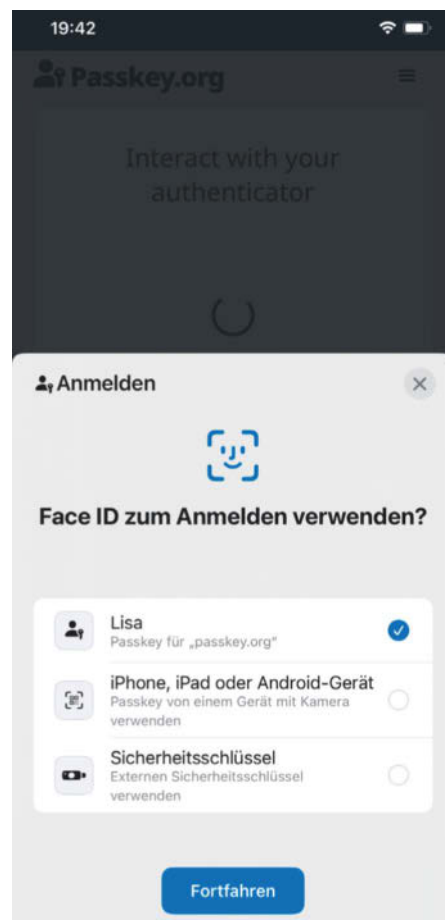 19:42
Passkey.org
Interact with your
authenticator
Anmelden
Face ID zum Anmelden verwenden?
Lisa
Passkey für „passkey.org“
iPhone, iPad oder Android-Gerät
Passkey von einem Gerät mit Kamera
verwenden
Sicherheitsschlüssel
Externen Sicherheitsschlüssel
verwenden
Fortfahren